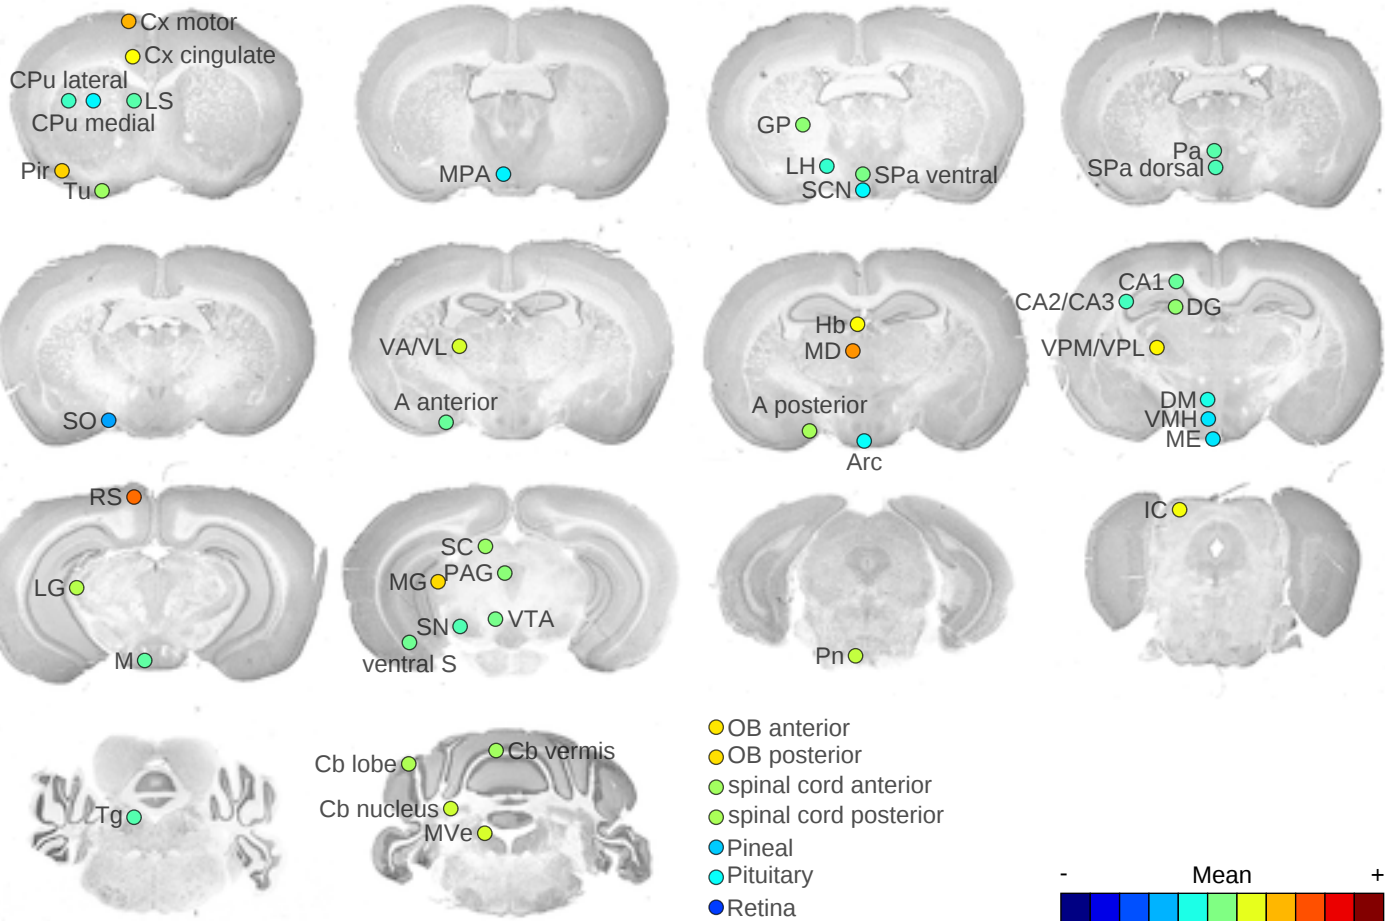 Cx motor
Cx cingulate
CPu lateral
LS
CPu medial
Pir
Tu
MPA
GP
LH
SPa ventral
SCN
Pa
SPa dorsal
SO
VA/VL
A anterior
Hb
MD
A posterior
Arc
CA1
CA2/CA3
DG
VPM/VPL
DM
VMH
ME
RS
LG
M
SC
MG
PAG
SN
VTA
ventral S
Pn
IC
Tg
Cb lobe
Cb vermis
Cb nucleus
MVe
OB anterior
OB posterior
spinal cord anterior
spinal cord posterior
Pineal
Pituitary
Retina
- Mean +